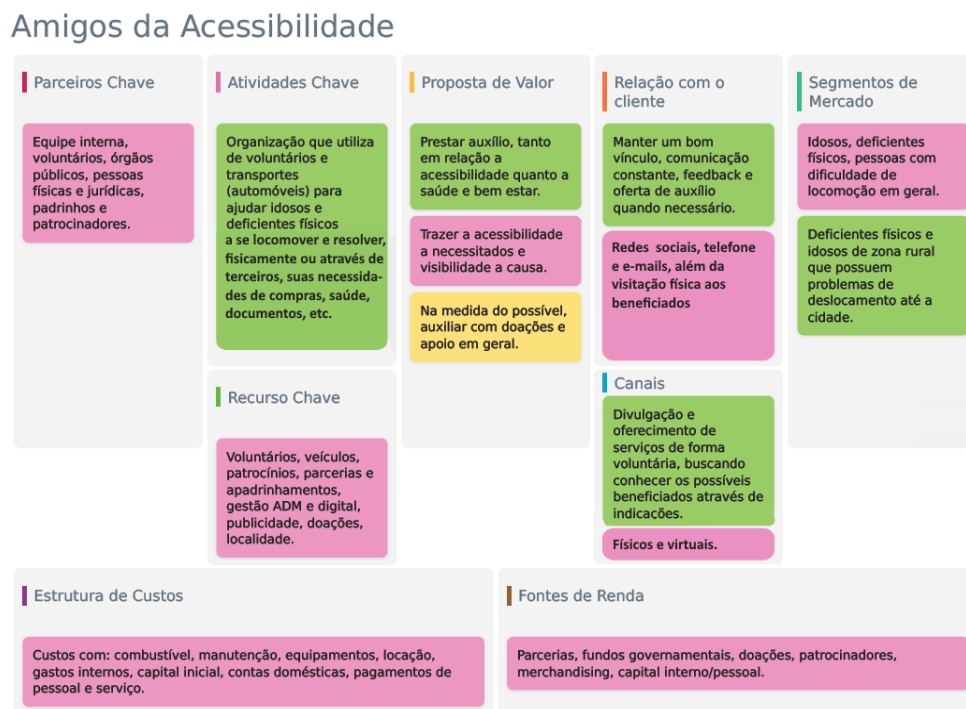 Amigos da Acessibilidade
Parceiros Chave
Equipe interna,
voluntários, órgãos
públicos, pessoas
físicas e jurídicas,
padrinhos e
patrocinadores.
Atividades Chave
Organização que utiliza
de voluntários e
transportes
(automóveis) para
ajudar idosos e
deficientes físicos
a se locomover e resolver,
fisicamente ou através de
terceiros, suas necessida-
des de compras, saúde,
documentos, etc.
Recurso Chave
Voluntários, veículos,
patrocínios, parcerias e
apadrinhamentos,
gestão ADM e digital,
publicidade, doações,
localidade.
Proposta de Valor
Prestar auxílio, tanto
em relação a
acessibilidade quanto a
saúde e bem estar.
Trazer a acessibilidade
a necessitados e
visibilidade a causa.
Na medida do possível,
auxiliar com doações e
apoio em geral.
Relação com o
cliente
Manter um bom
vínculo, comunicação
constante, feedback e
oferta de auxílio
quando necessário.
Redes sociais, telefone
e e-mails, além da
visitação física aos
beneficiados
Canais
Divulgação e
oferecimento de
serviços de forma
voluntária, buscando
conhecer os possíveis
beneficiados através de
indicações.
Físicos e virtuais.
Segmentos de
Mercado
Idosos, deficientes
físicos, pessoas com
dificuldade de
locomoção em geral.
Deficientes físicos e
idosos de zona rural
que possuem
problemas de
deslocamento até a
cidade.
Estrutura de Custos
Custos com: combustível, manutenção, equipamentos, locação,
gastos internos, capital inicial, contas domésticas, pagamentos de
pessoal e serviço.
Fontes de Renda
Parcerias, fundos governamentais, doações, patrocinadores,
merchandising, capital interno/pessoal.